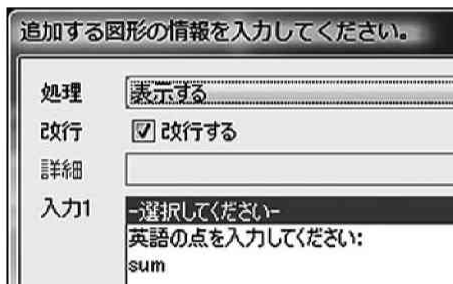 追加する図形の情報を入力してください。
処理 表示する
改行 改行する
詳細
入力1 -選択してください-
英語の点を入力してください:
sum